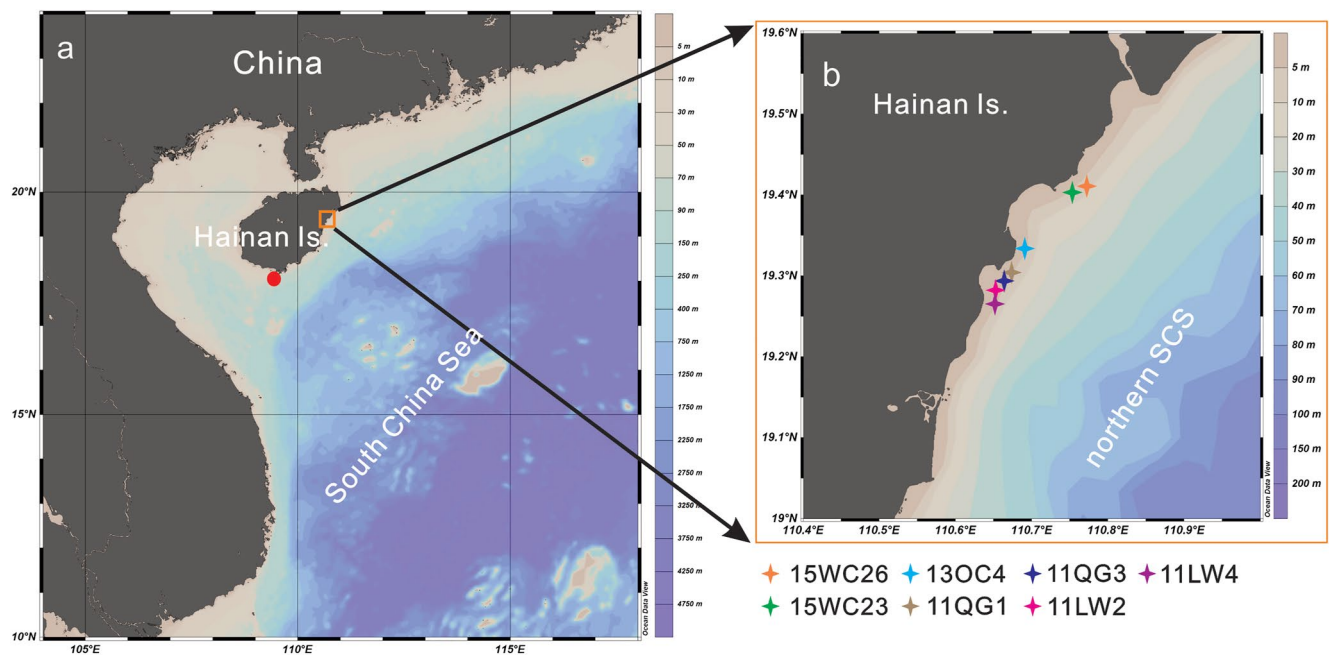 a
China
Hainan Is.
South China Sea
20°N
15°N
10°N
105°E
110°E
115°E
5 m
10 m
30 m
50 m
70 m
90 m
150 m
250 m
400 m
750 m
1250 m
1750 m
2250 m
2750 m
3250 m
3750 m
4250 m
4750 m
Ocean Data View
b
Hainan Is.
northern SCS
19.6°N
19.5°N
19.4°N
19.3°N
19.2°N
19.1°N
19°N
110.4°E
110.5°E
110.6°E
110.7°E
110.8°E
110.9°E
5 m
10 m
20 m
30 m
40 m
50 m
60 m
70 m
80 m
90 m
100 m
150 m
200 m
Ocean Data View
15WC26 13OC4 11QG3 11LW4
15WC23 11QG1 11LW2